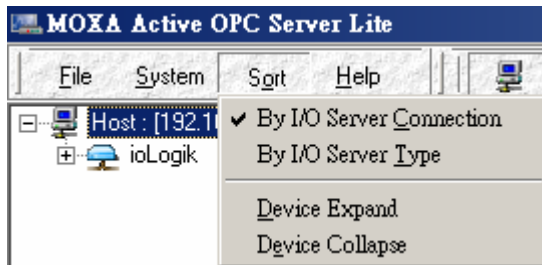 MOXA Active OPC Server Lite
File System Sort Help
Host : [192.1
By I/O Server Connection
ioLogik
By I/O Server Type
Device Expand
Device Collapse